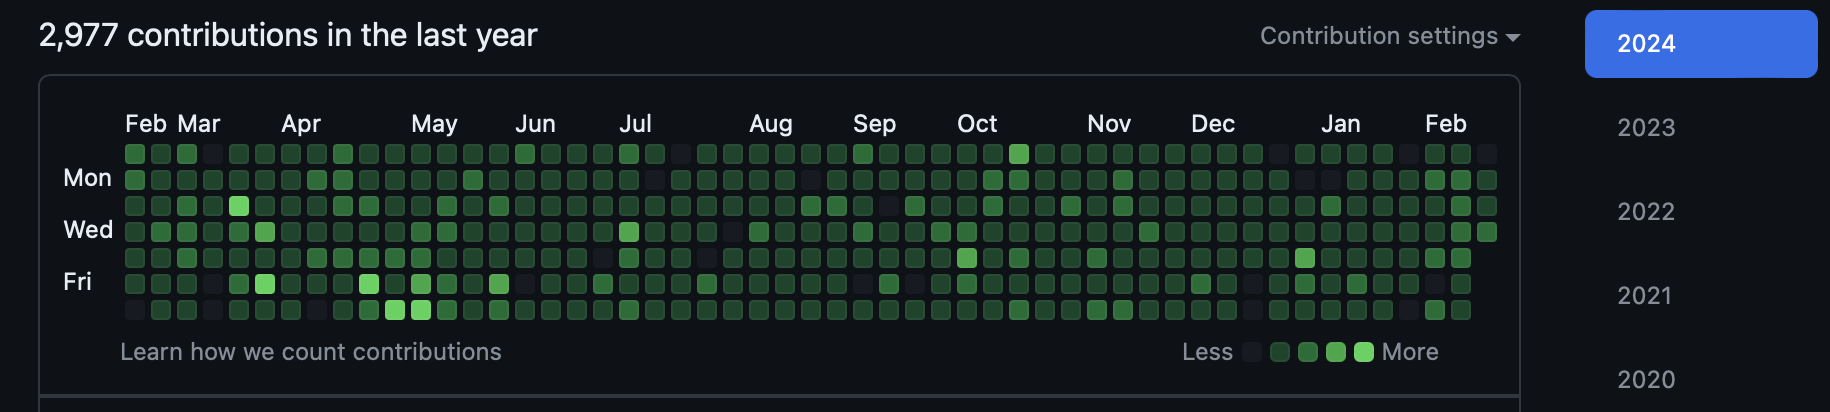 2,977 contributions in the last year
Contribution settings
Feb Mar Apr May Jun Jul Aug Sep Oct Nov Dec Jan Feb
Mon
Wed
Fri
Learn how we count contributions
Less More
2024
2023
2022
2021
2020